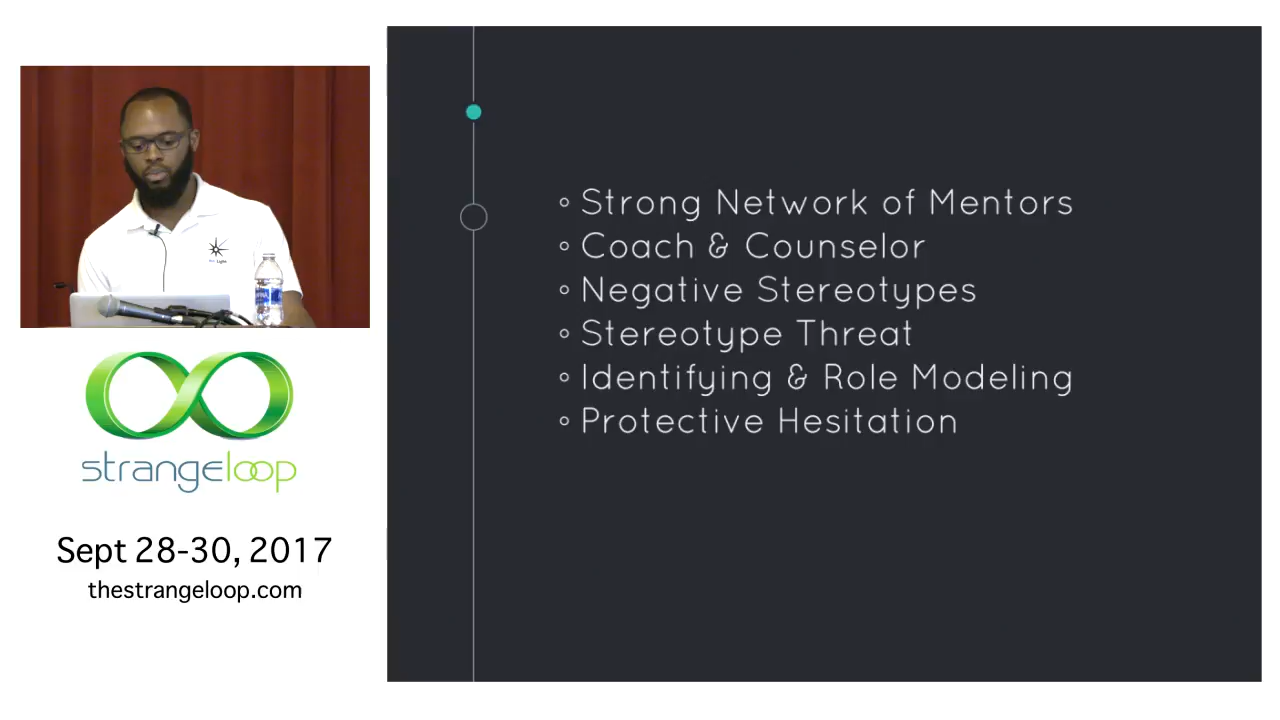 strangeloop
Sept 28-30, 2017
thestrangeloop.com
◦ Strong Network of Mentors
◦ Coach & Counselor
◦ Negative Stereotypes
◦ Stereotype Threat
◦ Identifying & Role Modeling
◦ Protective Hesitation